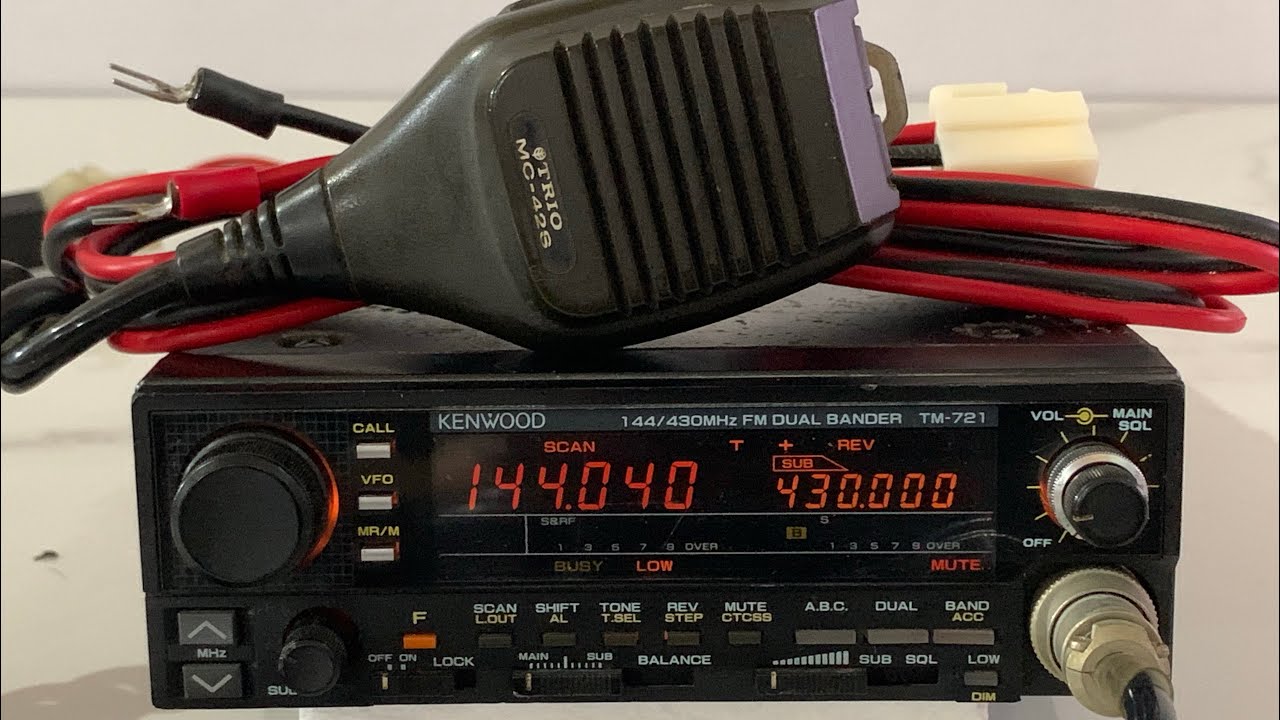 TRIO
MC-42S
KENWOOD 144/430MHz FM DUAL BANDER TM-721
CALL
VFO
MR/M
SCAN T + REV
SUB
144.040 430.000
S&RF S
B
1 3 5 7 9 OVER 1 3 5 7 9 OVER
BUSY LOW MUTE
VOL MAIN
SQL
OFF
MHz
F
SCAN SHIFT TONE REV MUTE A.B.C. DUAL BAND
L.OUT AL T.SEL STEP CTCSS ACC
OFF ON LOCK MAIN SUB BALANCE SUB SQL LOW
DIM